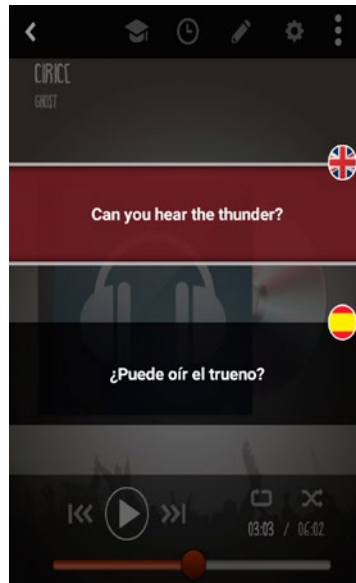 CIRICE
GHOST
Can you hear the thunder?
¿Puede oír el trueno?
03:03 / 06:02